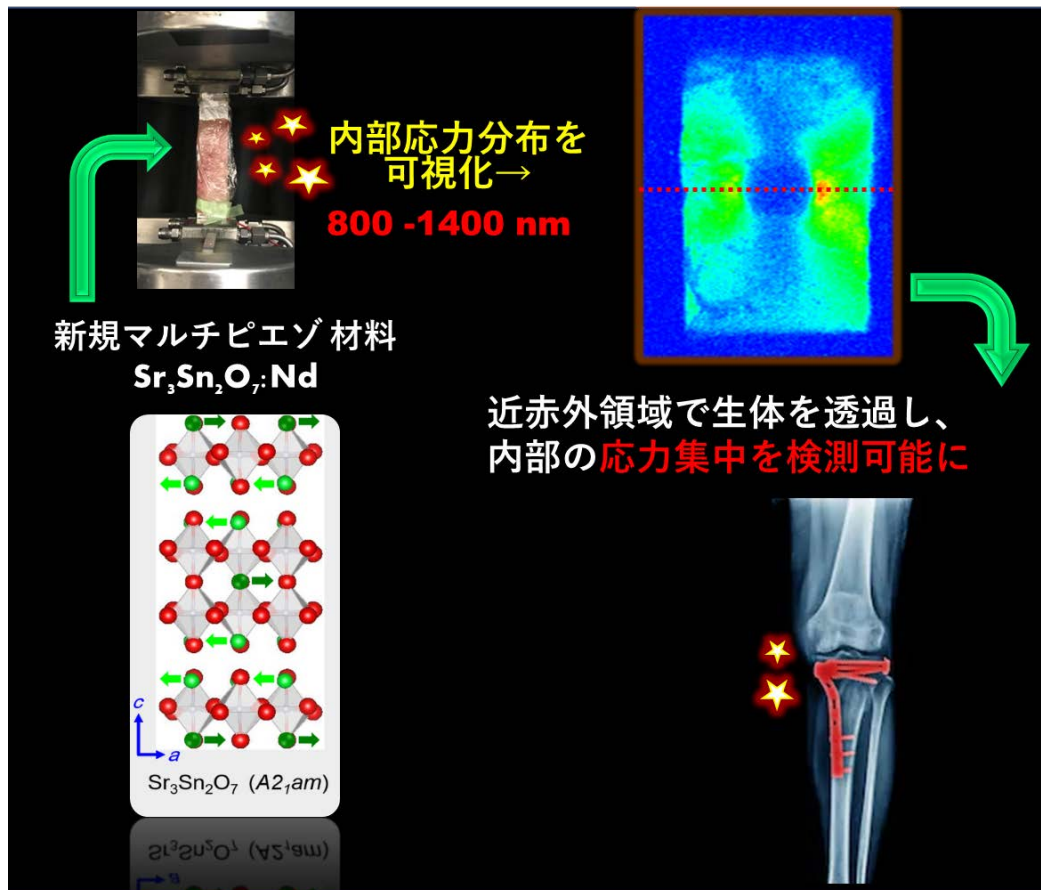 内部応力分布を
可視化→
800 -1400 nm
新規マルチピエゾ 材料
Sr₃Sn₂O₇:Nd
近赤外領域で生体を透過し、
内部の応力集中を検出可能に
c
a
Sr₃Sn₂O₇ (A2₁am)